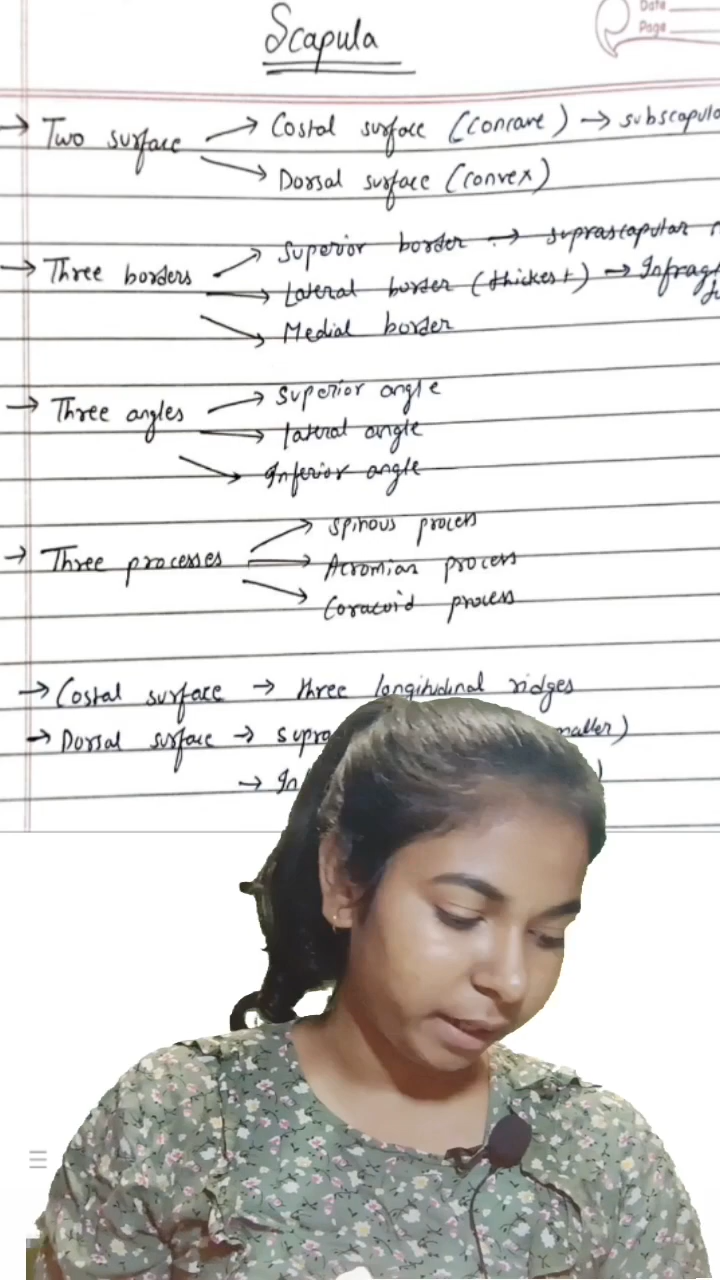 Date
Page
Scapula
→ Two surface → Costal surface (concave) → subscapula
→ Dorsal surface (convex)
→ Three borders → Superior border → suprascapular
→ Lateral border (thickest) → Infrag
→ Medial border
→ Three angles → Superior angle
→ lateral angle
→ Inferior angle
→ Three processes → Spinous process
→ Acromian process
→ Coracoid process
→ Costal surface → three longitudinal ridges
→ Dorsal surface → supra maller)
→ In )